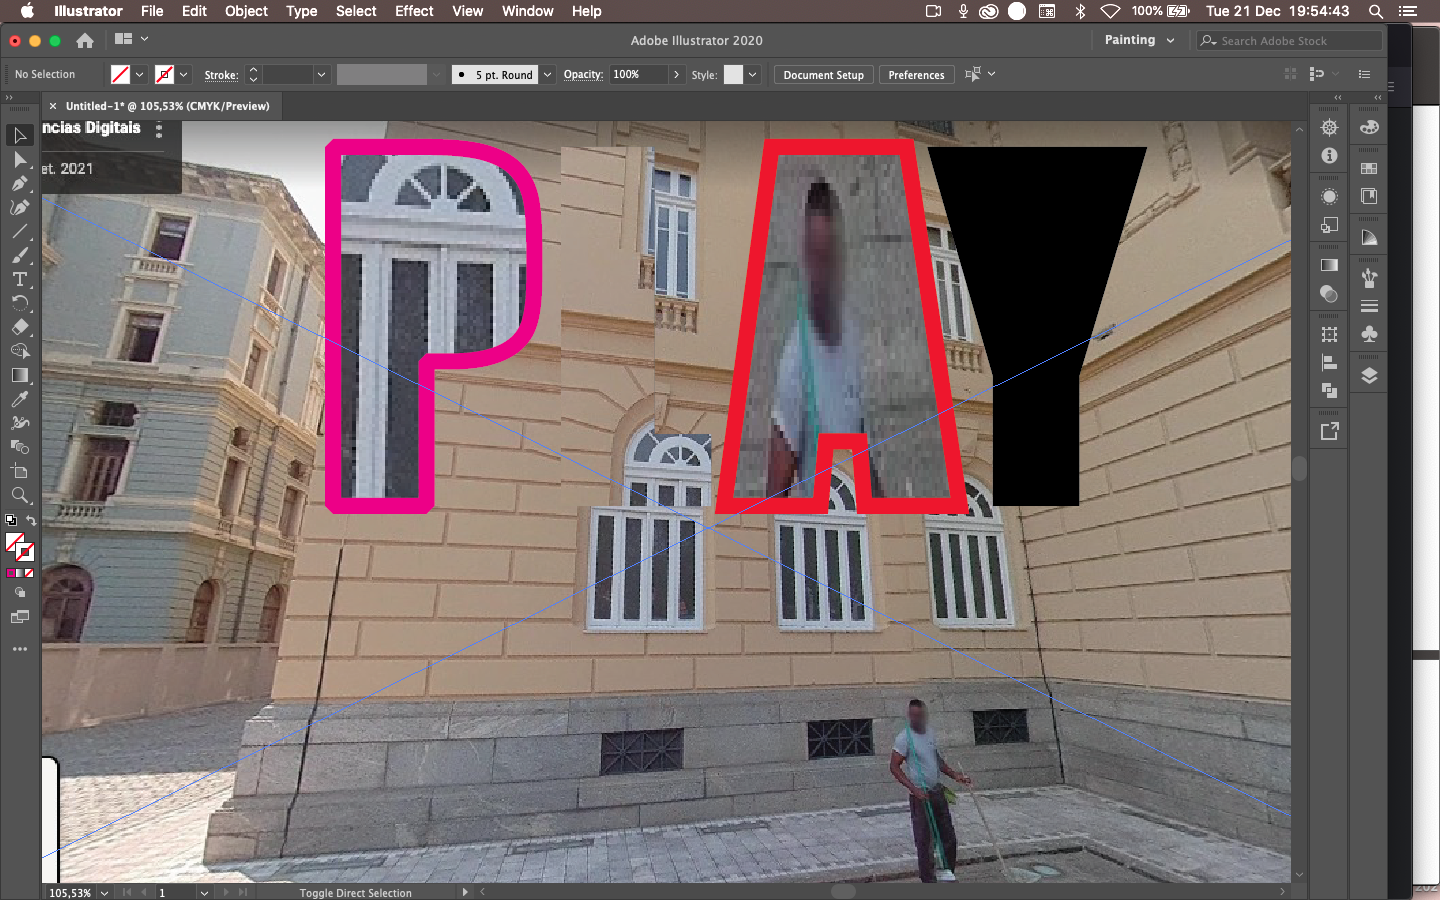 Illustrator File Edit Object Type Select Effect View Window Help 100% Tue 21 Dec 19:54:43
Adobe Illustrator 2020 Painting Search Adobe Stock
No Selection Stroke: 5 pt. Round Opacity: 100% Style: Document Setup Preferences
× Untitled-1* @ 105,53% (CMYK/Preview)
ncias Digitais
et. 2021
PLAY
105,53% 1 Toggle Direct Selection
202